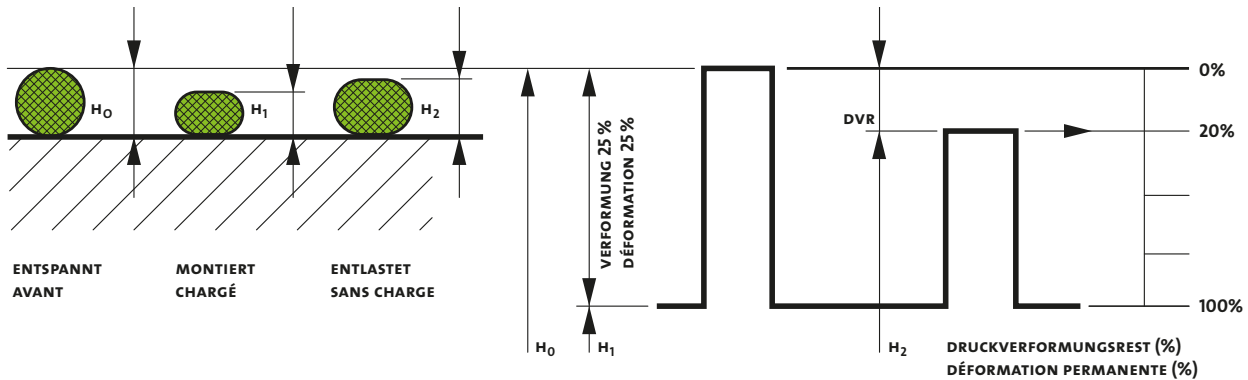 H0
H1
H2
ENTSPANNT
AVANT
MONTIERT
CHARGÉ
ENTLASTET
SANS CHARGE
VERFORMUNG 25 %
DÉFORMATION 25 %
H0
H1
DVR
H2
0%
20%
100%
DRUCKVERFORMUNGSREST (%)
DÉFORMATION PERMANENTE (%)